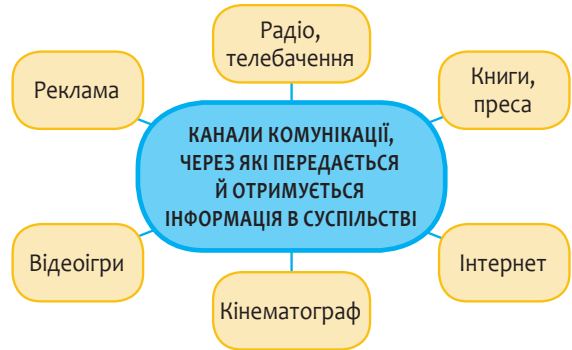 Радіо,
телебачення
Реклама
Книги,
преса
КАНАЛИ КОМУНІКАЦІЇ,
ЧЕРЕЗ ЯКІ ПЕРЕДАЄТЬСЯ
Й ОТРИМУЄТЬСЯ
ІНФОРМАЦІЯ В СУСПІЛЬСТВІ
Відеоігри
Інтернет
Кінематограф